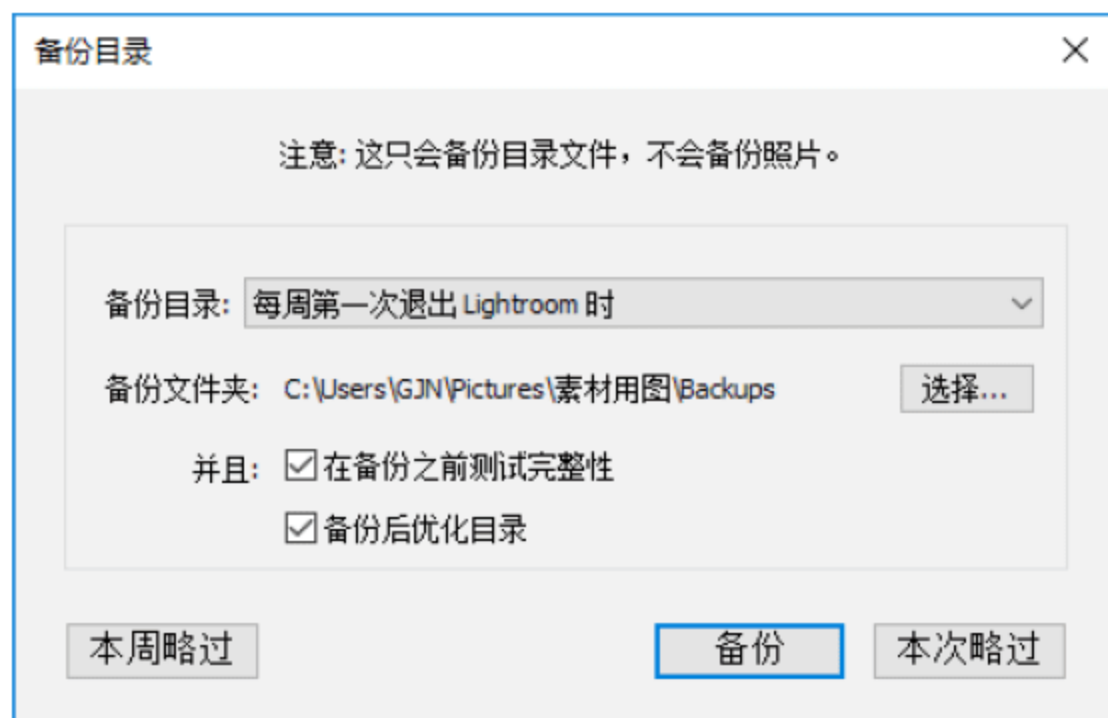 备份目录
注意: 这只会备份目录文件，不会备份照片。
备份目录: 每周第一次退出 Lightroom 时
备份文件夹: C:\Users\GJN\Pictures\素材用图\Backups 选择...
并且: 在备份之前测试完整性
备份后优化目录
本周略过 备份 本次略过